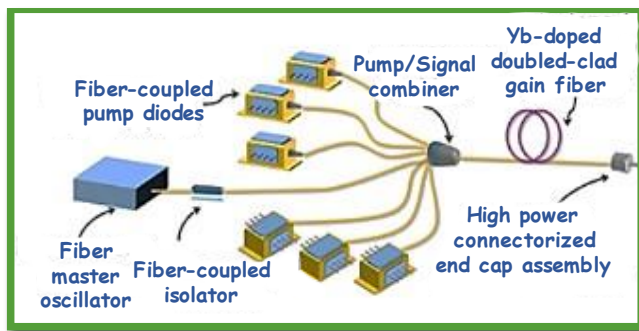 Fiber-coupled
pump diodes
Pump/Signal
combiner
Yb-doped
doubled-clad
gain fiber
Fiber
master
oscillator
Fiber-coupled
isolator
High power
connectorized
end cap assembly